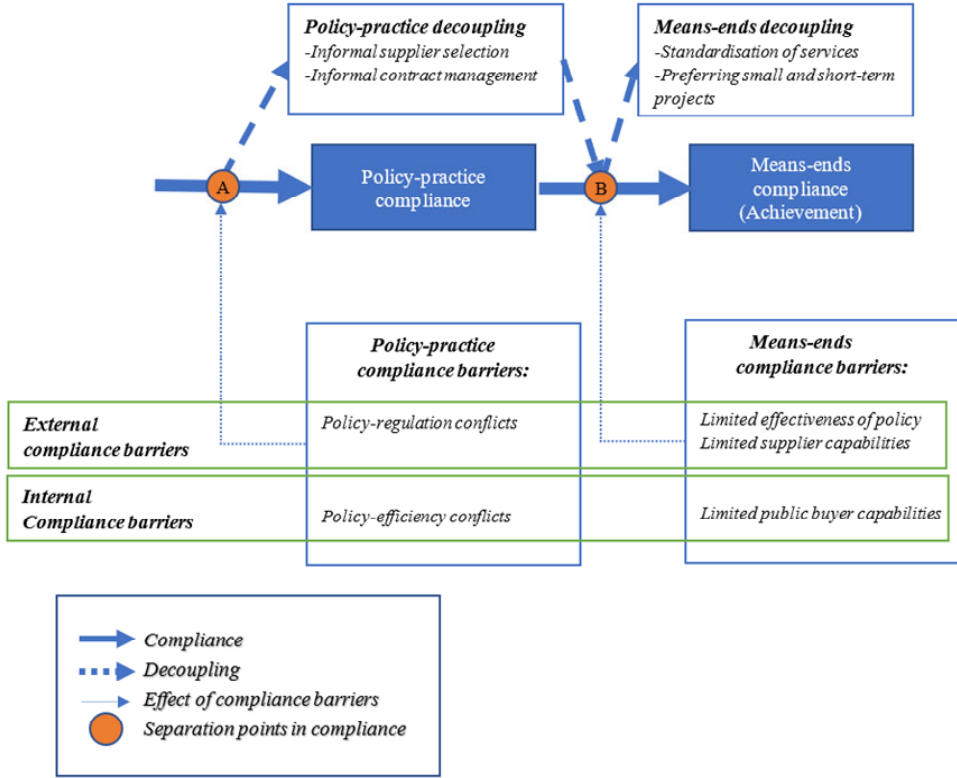 Policy-practice decoupling
-Informal supplier selection
-Informal contract management
Means-ends decoupling
-Standardisation of services
-Preferring small and short-term
projects
A
Policy-practice
compliance
B
Means-ends
compliance
(Achievement)
Policy-practice
compliance barriers:
Means-ends
compliance barriers:
External
compliance barriers
Policy-regulation conflicts
Limited effectiveness of policy
Limited supplier capabilities
Internal
Compliance barriers
Policy-efficiency conflicts
Limited public buyer capabilities
Compliance
Decoupling
Effect of compliance barriers
Separation points in compliance